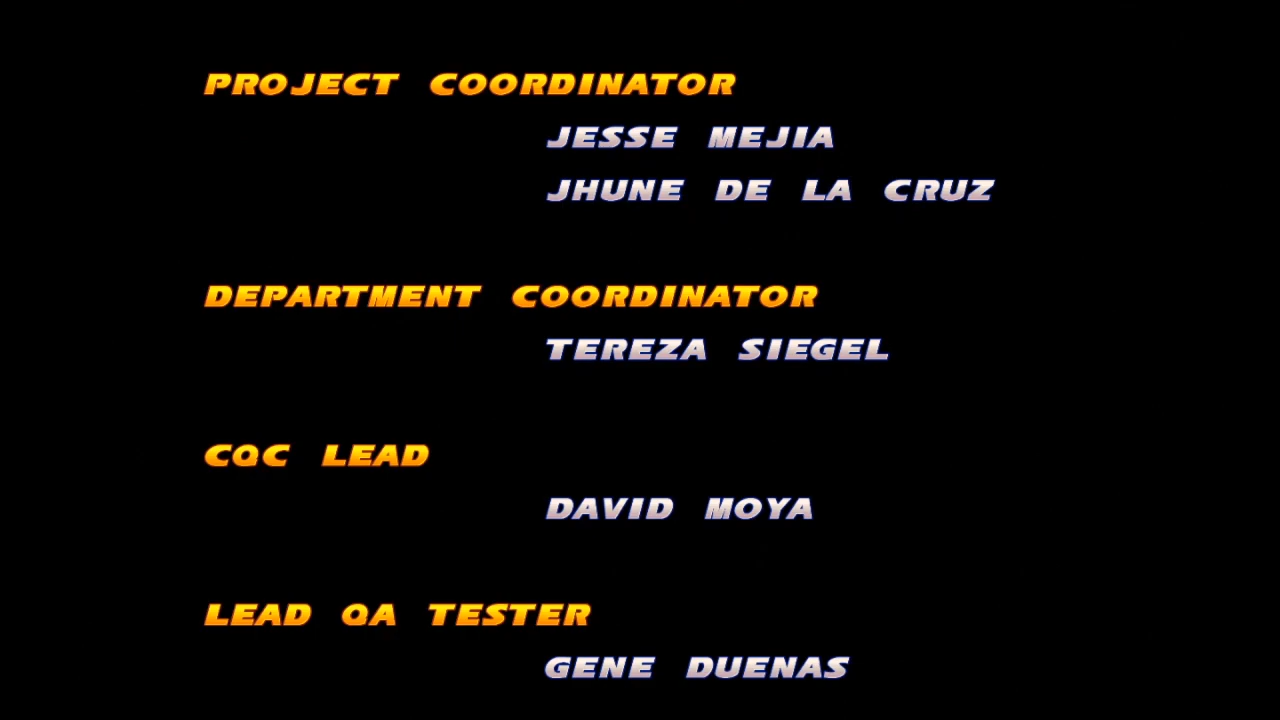 PROJECT COORDINATOR
JESSE MEJIA
JHUNE DE LA CRUZ
DEPARTMENT COORDINATOR
TEREZA SIEGEL
CQC LEAD
DAVID MOYA
LEAD QA TESTER
GENE DUENAS